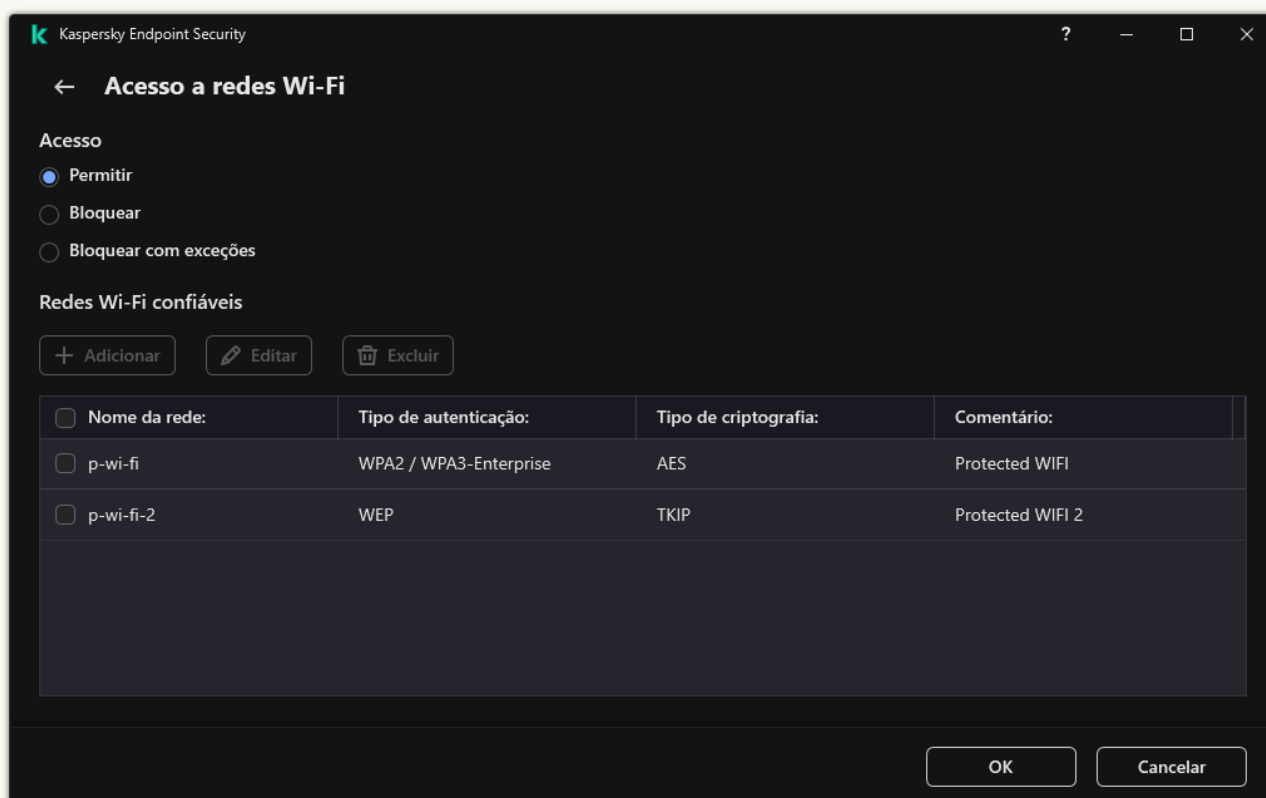 Kaspersky Endpoint Security ?
← Acesso a redes Wi-Fi
Acesso
Permitir
Bloquear
Bloquear com exceções
Redes Wi-Fi confiáveis
+ Adicionar Editar Excluir
Nome da rede: Tipo de autenticação: Tipo de criptografia: Comentário:
p-wi-fi WPA2 / WPA3-Enterprise AES Protected WIFI
p-wi-fi-2 WEP TKIP Protected WIFI 2
OK Cancelar